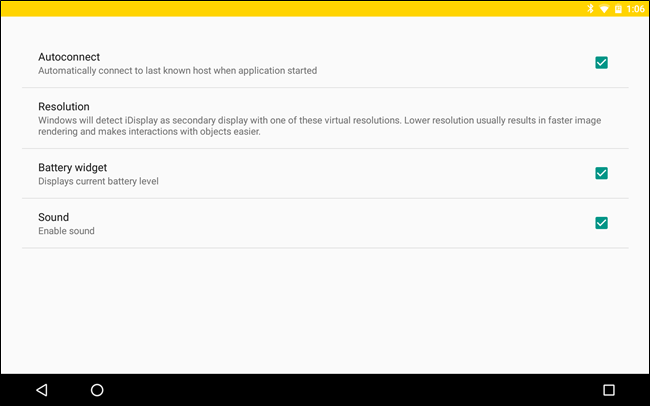 1:06
Autoconnect
Automatically connect to last known host when application started
Resolution
Windows will detect iDisplay as secondary display with one of these virtual resolutions. Lower resolution usually results in faster image
rendering and makes interactions with objects easier.
Battery widget
Displays current battery level
Sound
Enable sound